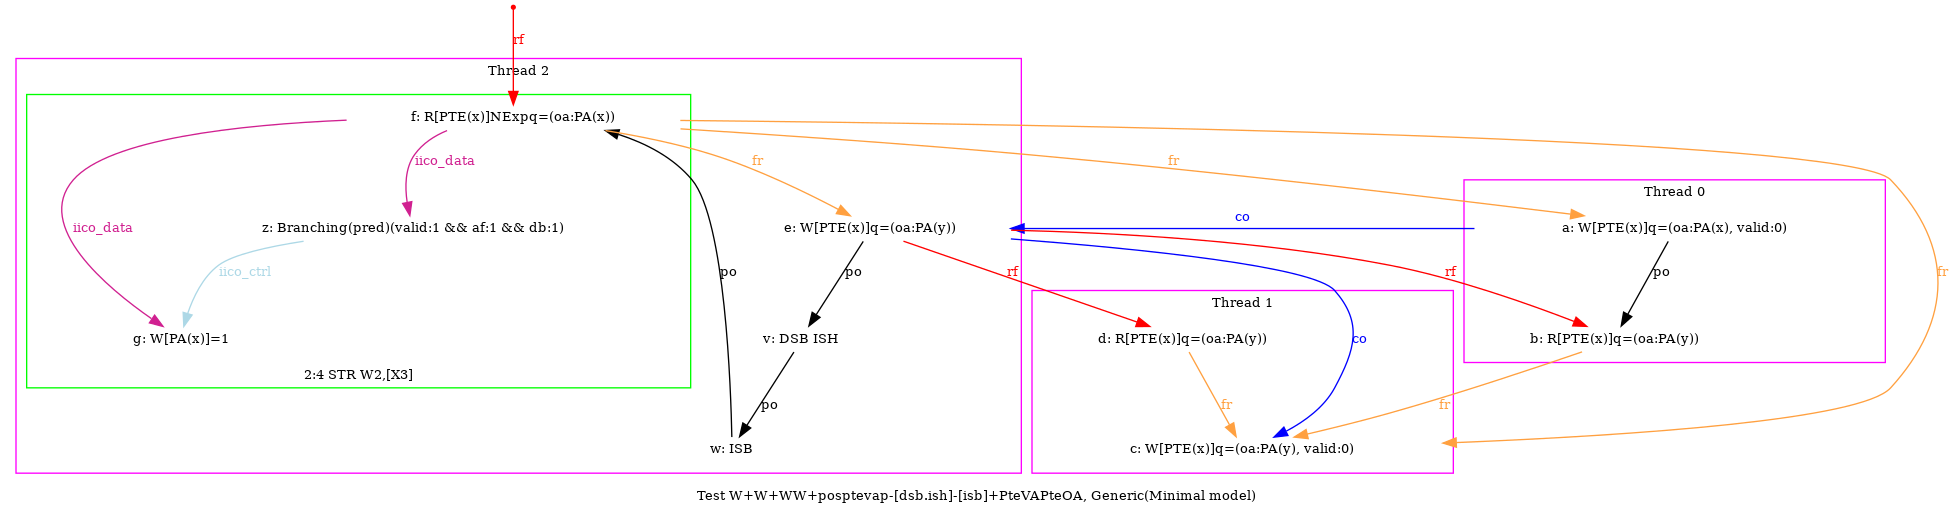 rf
Thread 2
f: R[PTE(x)]NExpq=(oa:PA(x))
iico_data
fr
fr
Thread 0
z: Branching(pred)(valid:1 && af:1 && db:1)
e: W[PTE(x)]q=(oa:PA(y))
co
a: W[PTE(x)]q=(oa:PA(x), valid:0)
iico_data
iico_ctrl
po
po
rf
rf
po
fr
Thread 1
g: W[PA(x)]=1
v: DSB ISH
d: R[PTE(x)]q=(oa:PA(y))
co
b: R[PTE(x)]q=(oa:PA(y))
2:4 STR W2,[X3]
po
fr
fr
w: ISB
c: W[PTE(x)]q=(oa:PA(y), valid:0)
Test W+W+WW+posptevap-[dsb.ish]-[isb]+PteVAPteOA, Generic(Minimal model)